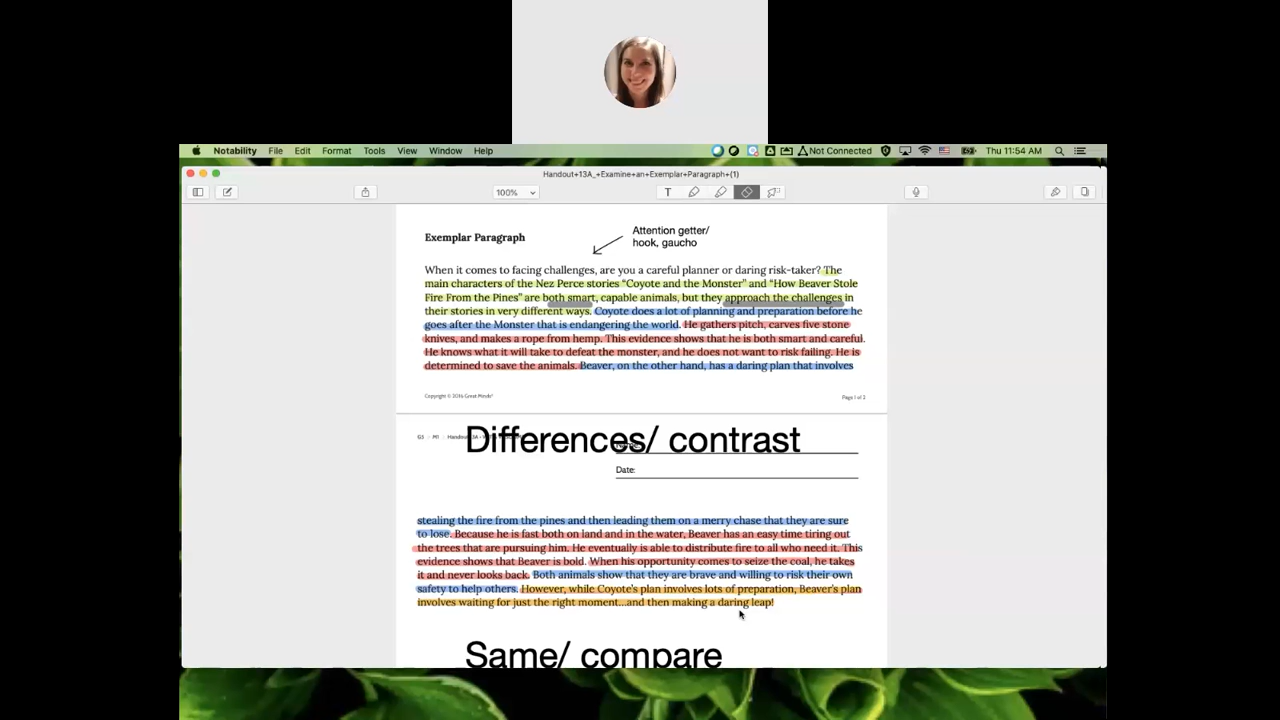 Notability File Edit Format Tools View Window Help Not Connected Thu 11:54 AM
Handout+13A_+Examine+an+Exemplar+Paragraph+(1)
100% T
Attention getter/
hook, gaucho
Exemplar Paragraph
When it comes to facing challenges, are you a careful planner or daring risk-taker? The
main characters of the Nez Perce stories “Coyote and the Monster” and “How Beaver Stole
Fire From the Pines” are both smart, capable animals, but they approach the challenges in
their stories in very different ways. Coyote does a lot of planning and preparation before he
goes after the Monster that is endangering the world. He gathers pitch, carves five stone
knives, and makes a rope from hemp. This evidence shows that he is both smart and careful.
He knows what it will take to defeat the monster, and he does not want to risk failing. He is
determined to save the animals. Beaver, on the other hand, has a daring plan that involves
Copyright © 2016 Great Minds® Page 1 of 2
Differences/ contrast
Date:
stealing the fire from the pines and then leading them on a merry chase that they are sure
to lose. Because he is fast both on land and in the water, Beaver has an easy time tiring out
the trees that are pursuing him. He eventually is able to distribute fire to all who need it. This
evidence shows that Beaver is bold. When his opportunity comes to seize the coal, he takes
it and never looks back. Both animals show that they are brave and willing to risk their own
safety to help others. However, while Coyote’s plan involves lots of preparation, Beaver’s plan
involves waiting for just the right moment…and then making a daring leap!
Same/ compare